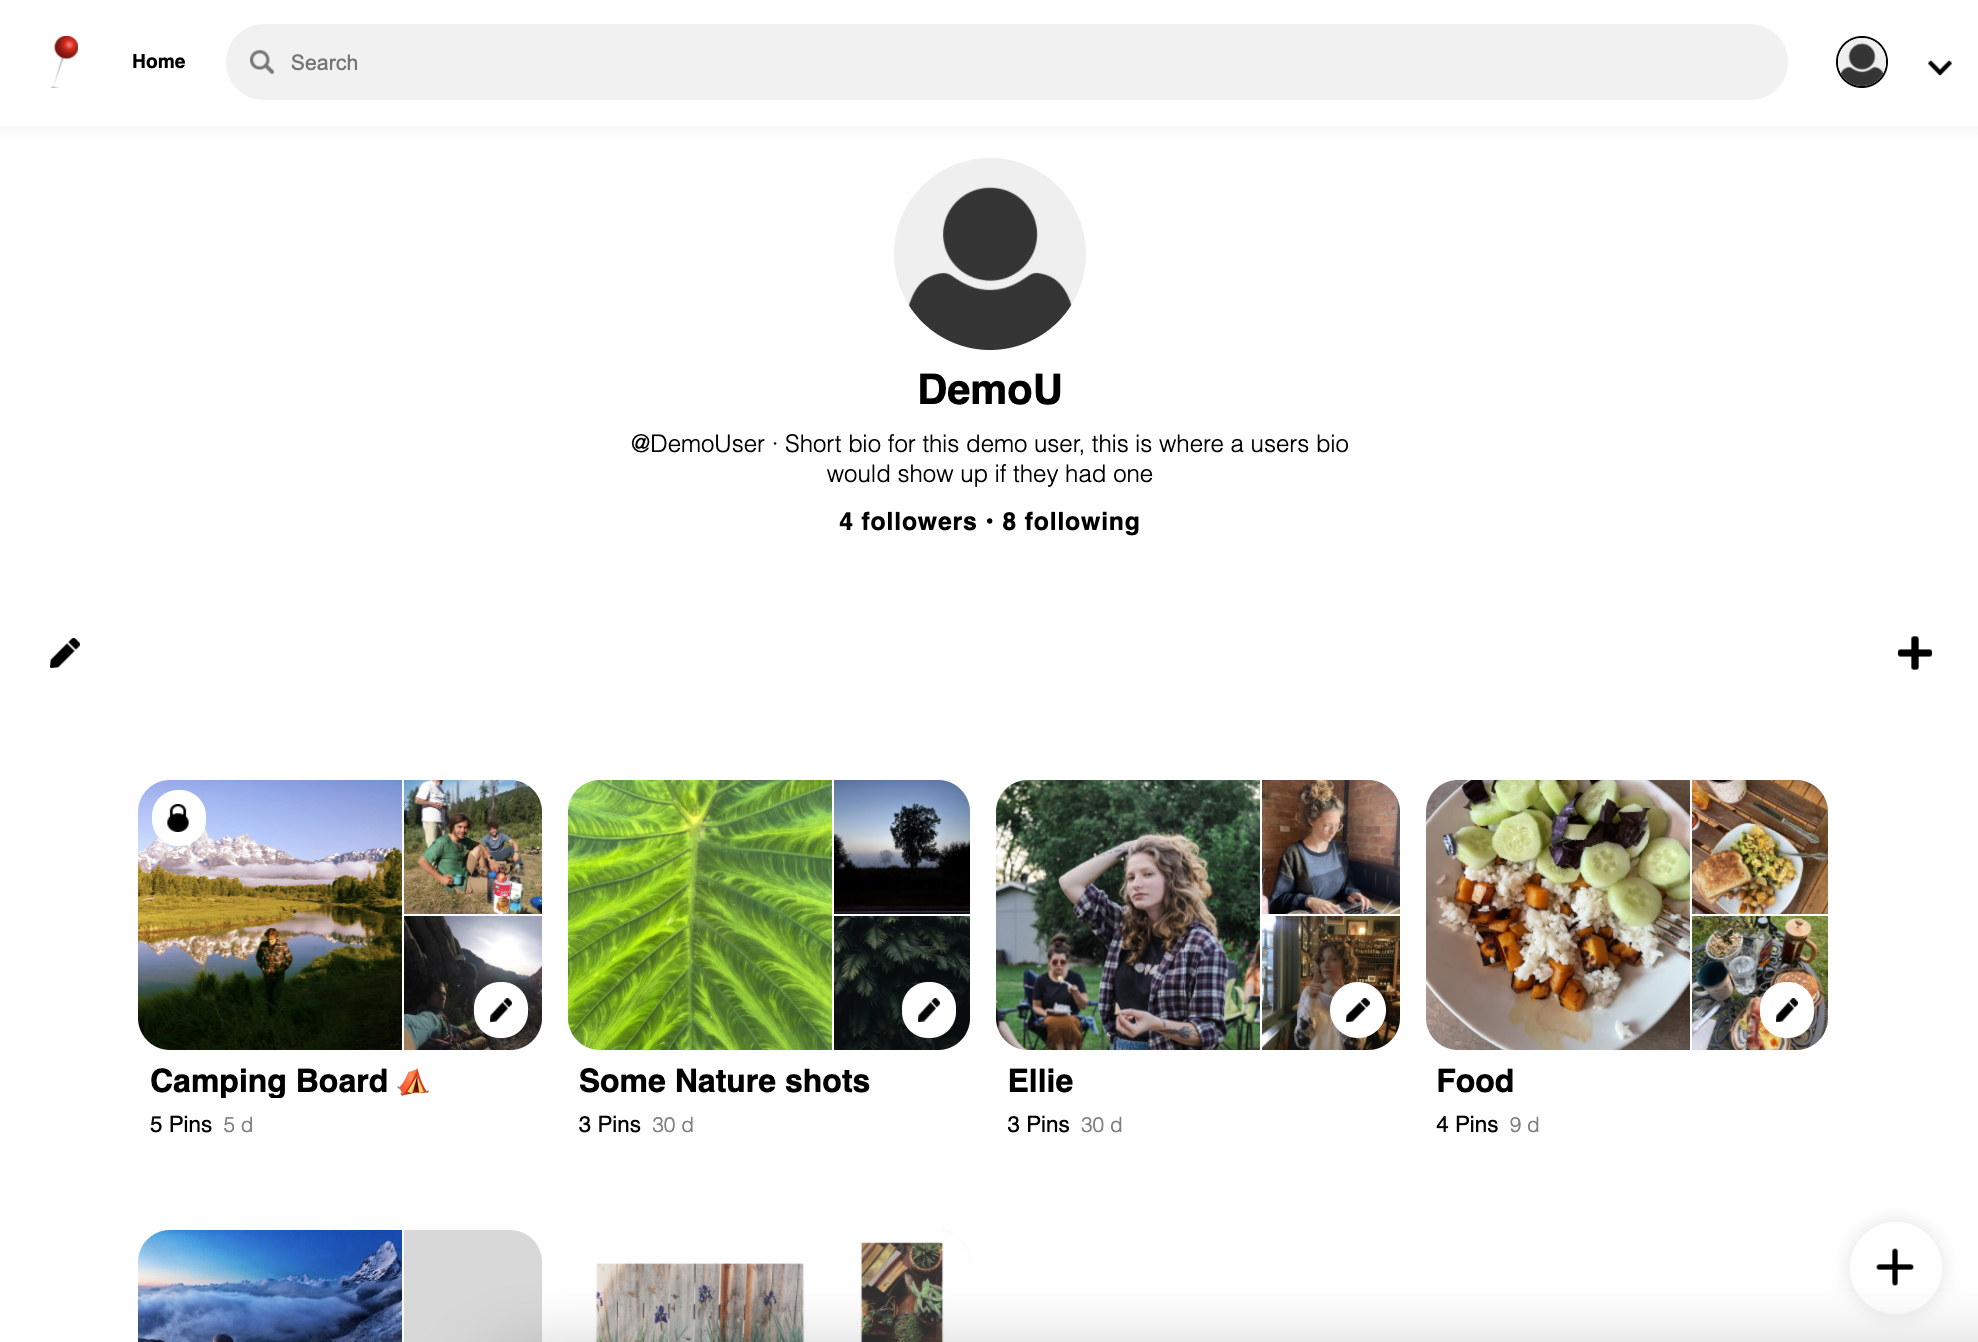 Home
Search
DemoU
@DemoUser · Short bio for this demo user, this is where a users bio
would show up if they had one
4 followers · 8 following
Camping Board 🏕
5 Pins 5 d
Some Nature shots
3 Pins 30 d
Ellie
3 Pins 30 d
Food
4 Pins 9 d